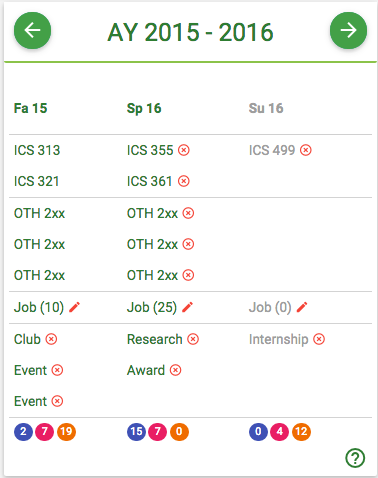 AY 2015 - 2016
Fa 15 Sp 16 Su 16
ICS 313 ICS 355 ICS 499
ICS 321 ICS 361
OTH 2xx OTH 2xx
OTH 2xx OTH 2xx
OTH 2xx OTH 2xx
Job (10) Job (25) Job (0)
Club Research Internship
Event Award
Event
2 7 19 15 7 0 0 4 12
?